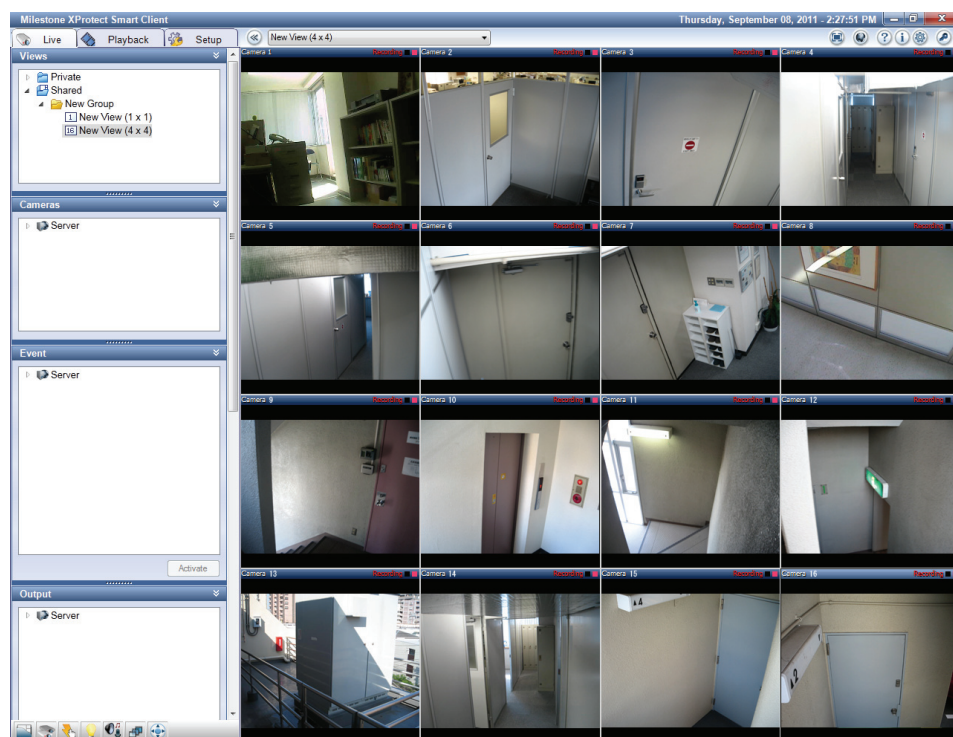 Milestone XProtect Smart Client
Thursday, September 08, 2011 - 2:27:51 PM
Live
Playback
Setup
New View (4 x 4)
Views
Private
Shared
New Group
1 New View (1 x 1)
16 New View (4 x 4)
Cameras
Server
Event
Server
Activate
Output
Server
Camera 1 Recording
Camera 2 Recording
Camera 3 Recording
Camera 4 Recording
Camera 5 Recording
Camera 6 Recording
Camera 7 Recording
Camera 8 Recording
Camera 9 Recording
Camera 10 Recording
Camera 11 Recording
Camera 12 Recording
Camera 13 Recording
Camera 14 Recording
Camera 15 Recording
Camera 16 Recording
▲4
▲2